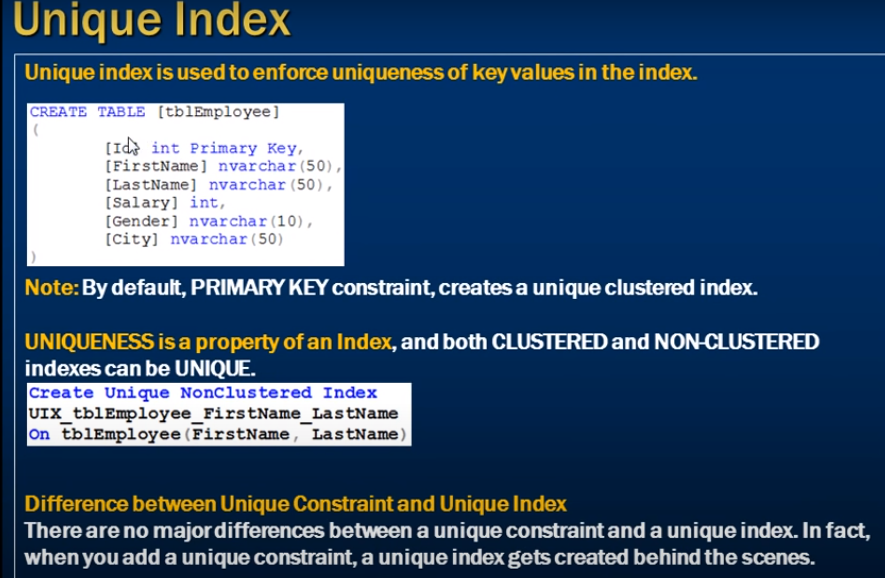 Unique Index
Unique index is used to enforce uniqueness of key values in the index.
CREATE TABLE [tblEmployee]
(
[Id] int Primary Key,
[FirstName] nvarchar(50),
[LastName] nvarchar(50),
[Salary] int,
[Gender] nvarchar(10),
[City] nvarchar(50)
)
Note: By default, PRIMARY KEY constraint, creates a unique clustered index.
UNIQUENESS is a property of an Index, and both CLUSTERED and NON-CLUSTERED
indexes can be UNIQUE.
Create Unique NonClustered Index
UIX_tblEmployee_FirstName_LastName
On tblEmployee(FirstName, LastName)
Difference between Unique Constraint and Unique Index
There are no major differences between a unique constraint and a unique index. In fact,
when you add a unique constraint, a unique index gets created behind the scenes.